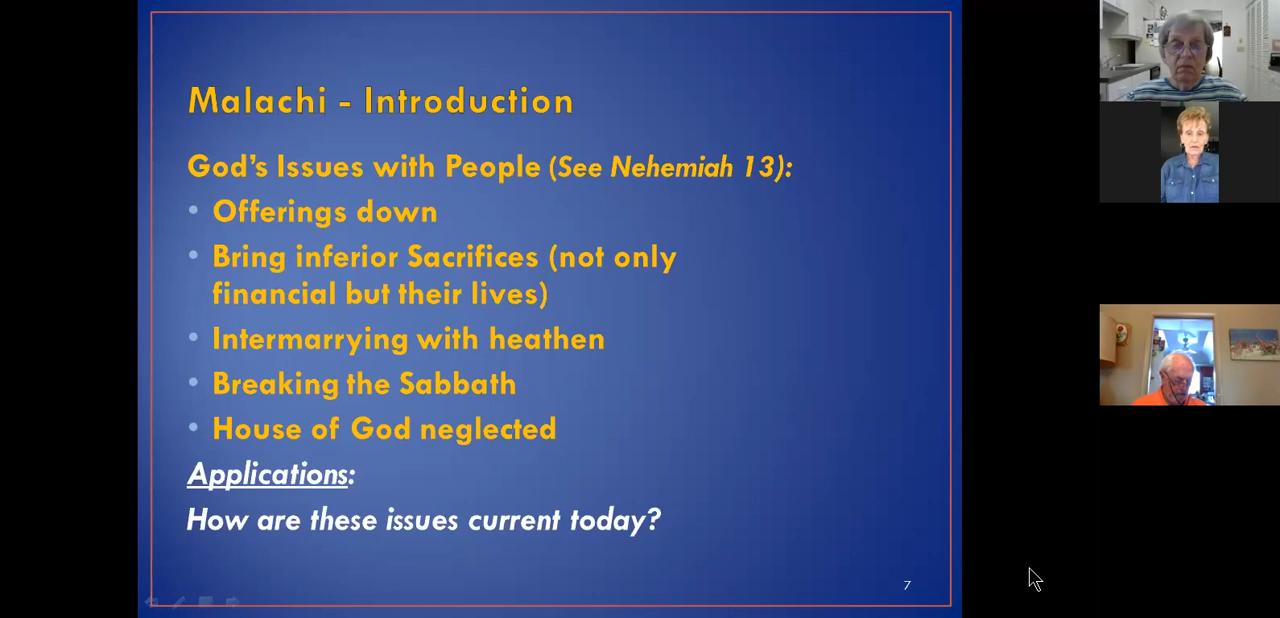 Malachi - Introduction
God's Issues with People (See Nehemiah 13):
• Offerings down
• Bring inferior Sacrifices (not only
financial but their lives)
• Intermarrying with heathen
• Breaking the Sabbath
• House of God neglected
Applications:
How are these issues current today?
7